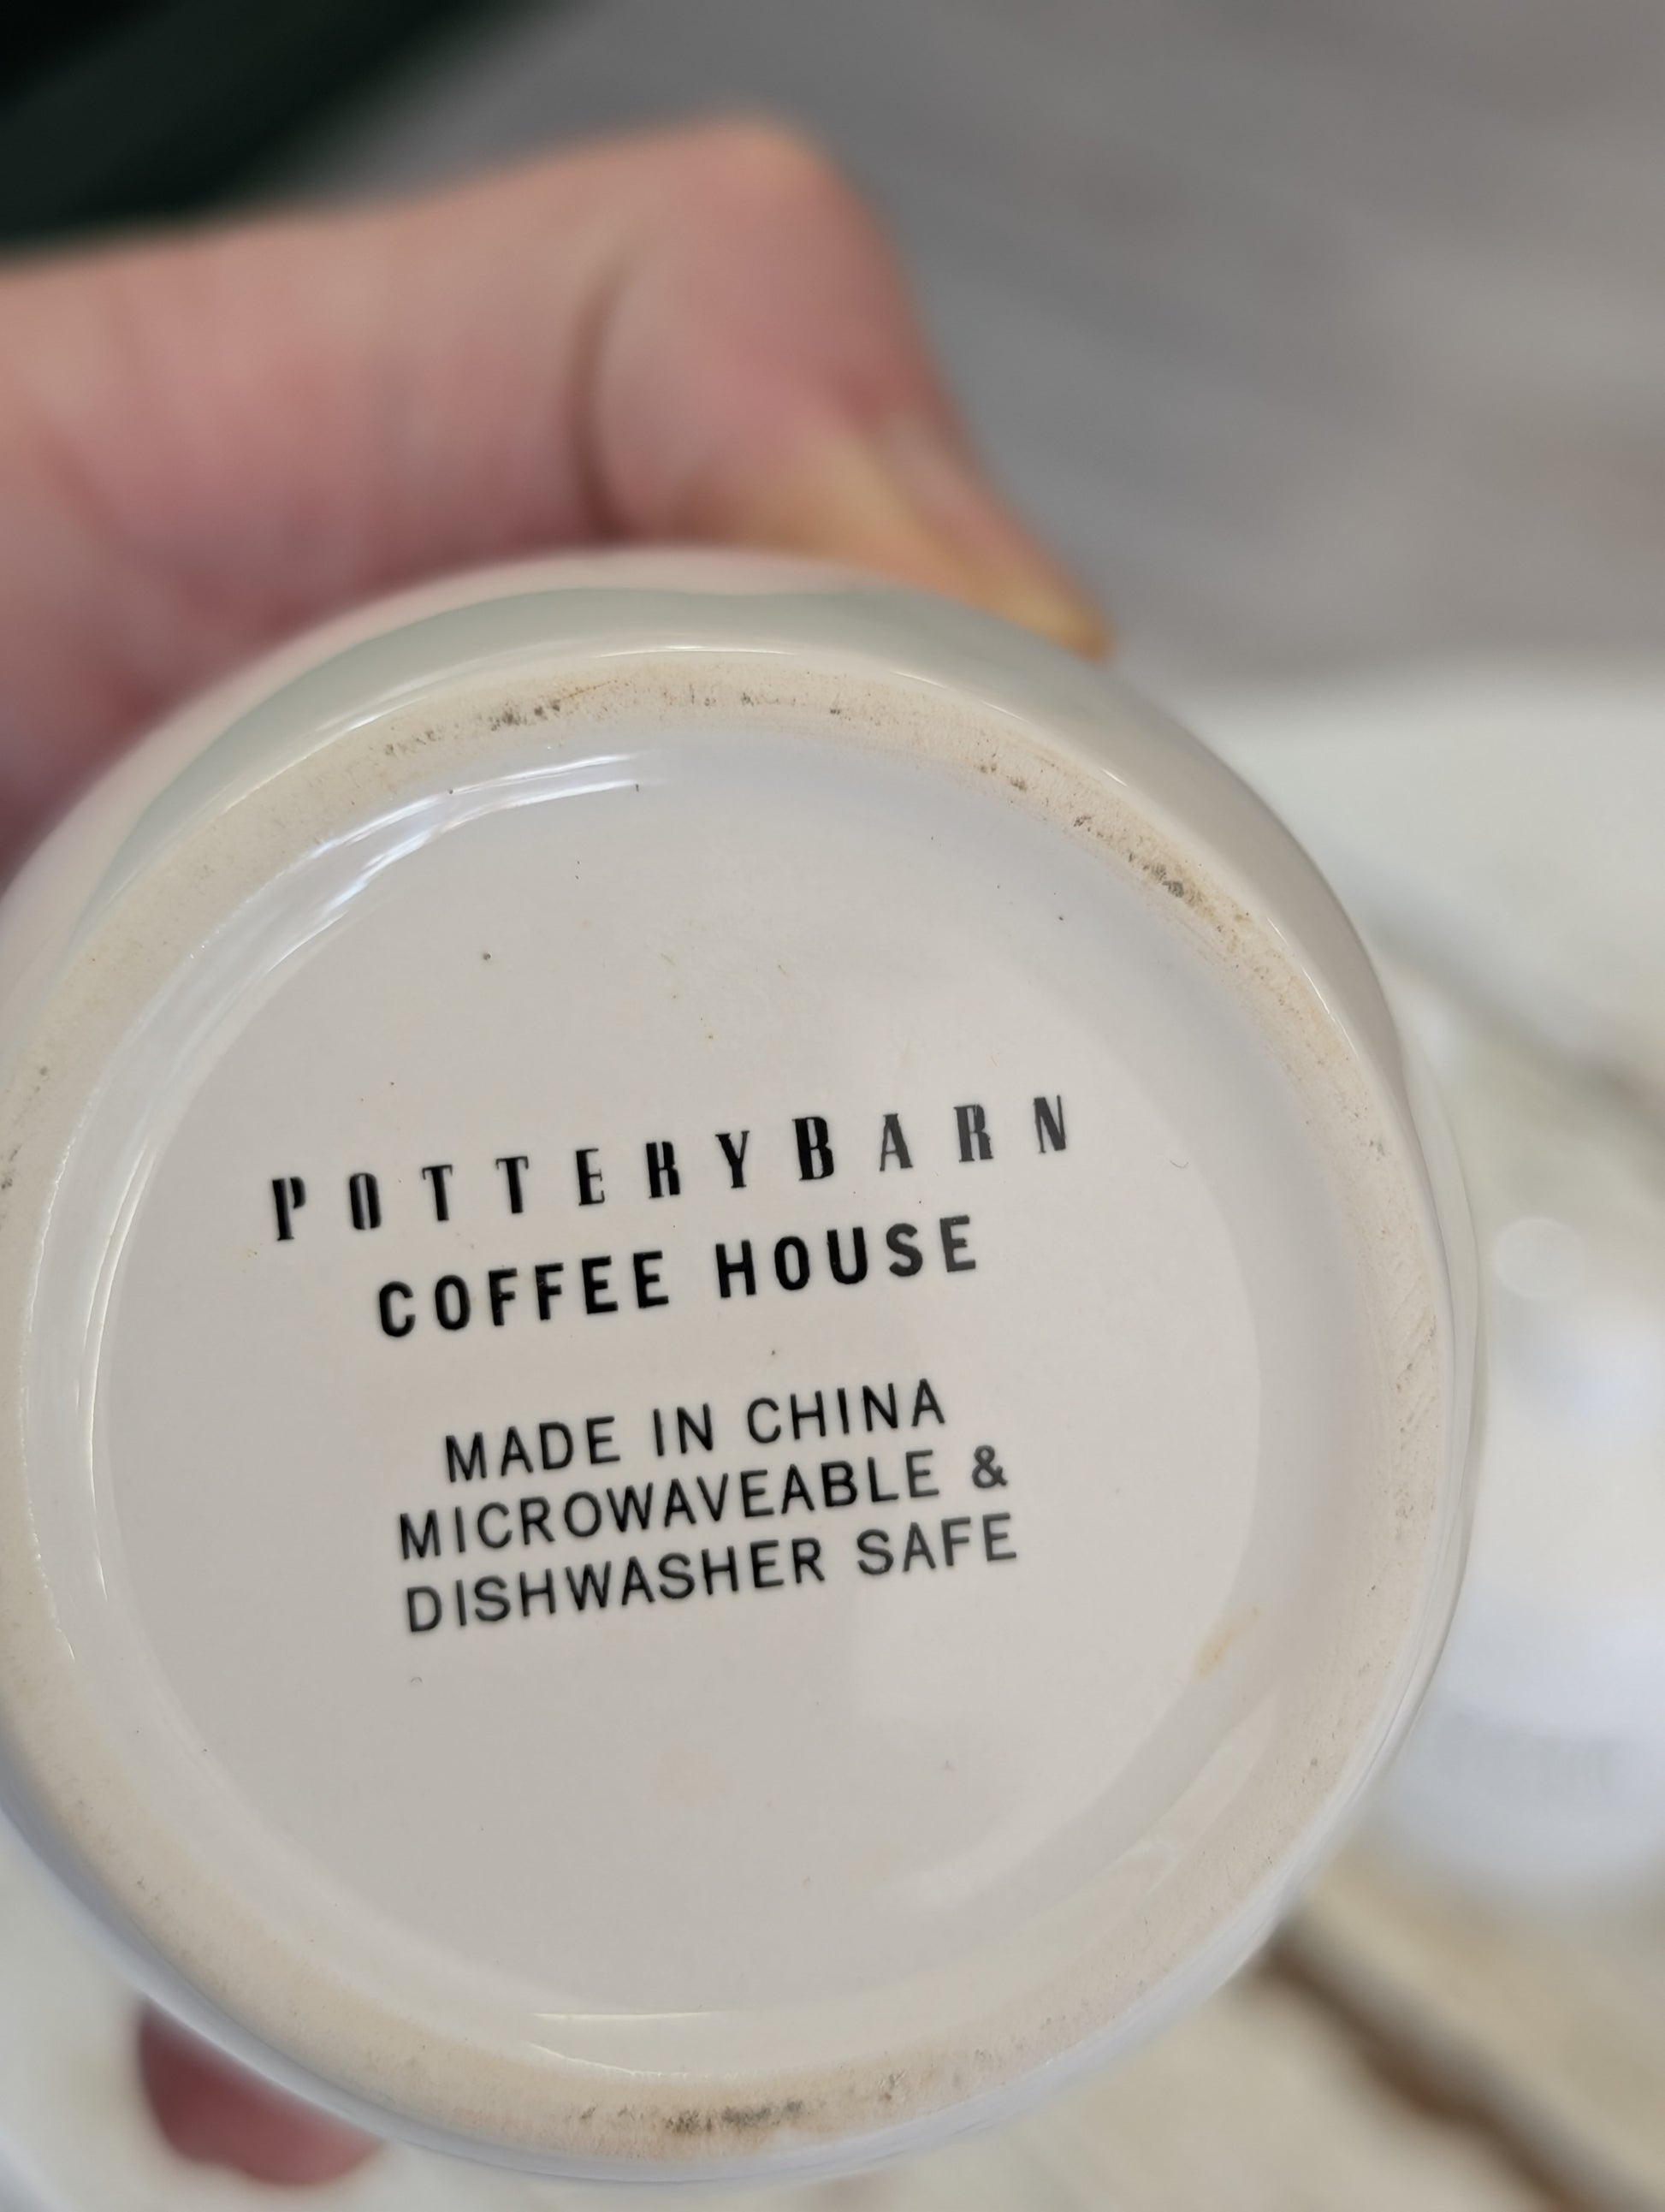 POTTERYBARN
COFFEE HOUSE
MADE IN CHINA
MICROWAVEABLE &
DISHWASHER SAFE